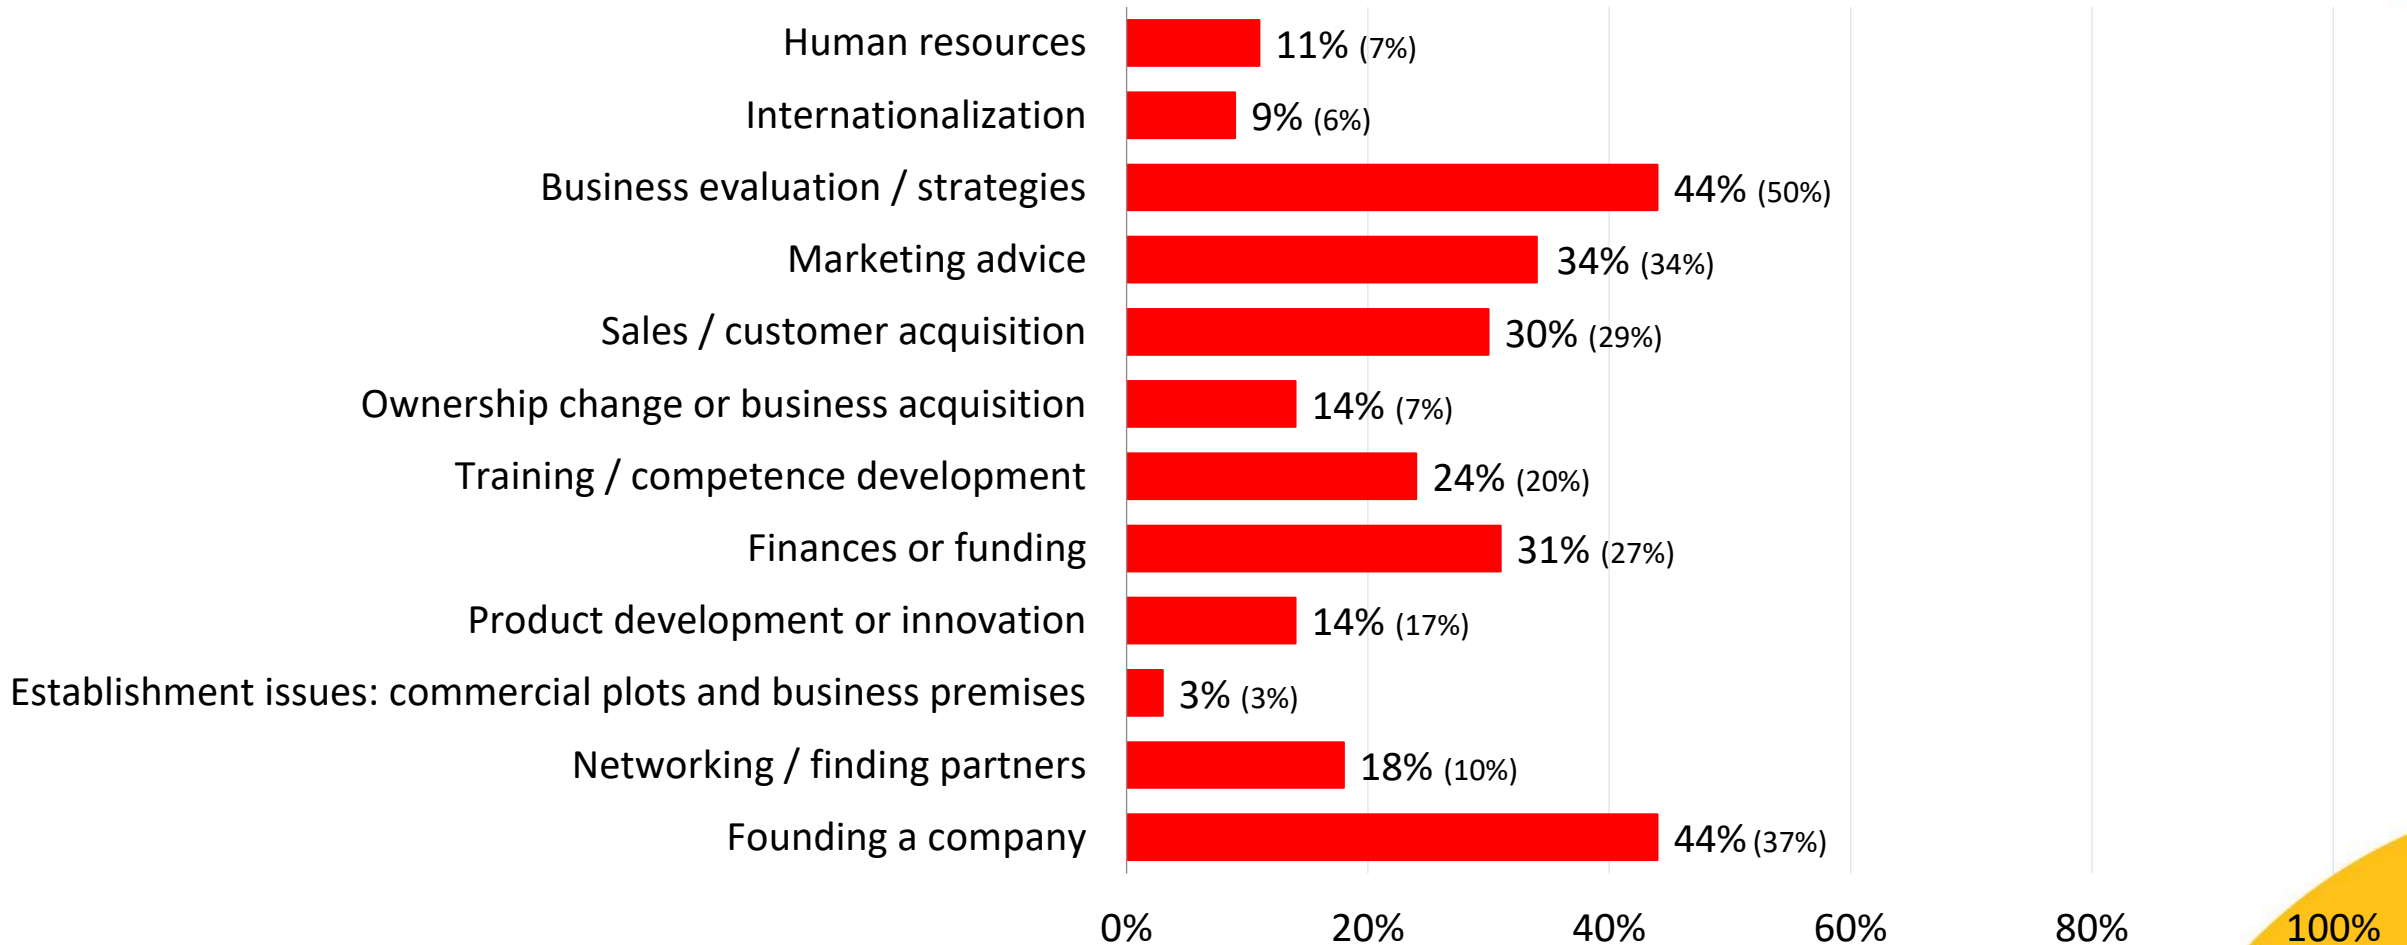 Human resources 11% (7%)
Internationalization 9% (6%)
Business evaluation / strategies 44% (50%)
Marketing advice 34% (34%)
Sales / customer acquisition 30% (29%)
Ownership change or business acquisition 14% (7%)
Training / competence development 24% (20%)
Finances or funding 31% (27%)
Product development or innovation 14% (17%)
Establishment issues: commercial plots and business premises 3% (3%)
Networking / finding partners 18% (10%)
Founding a company 44% (37%)
0% 20% 40% 60% 80% 100%